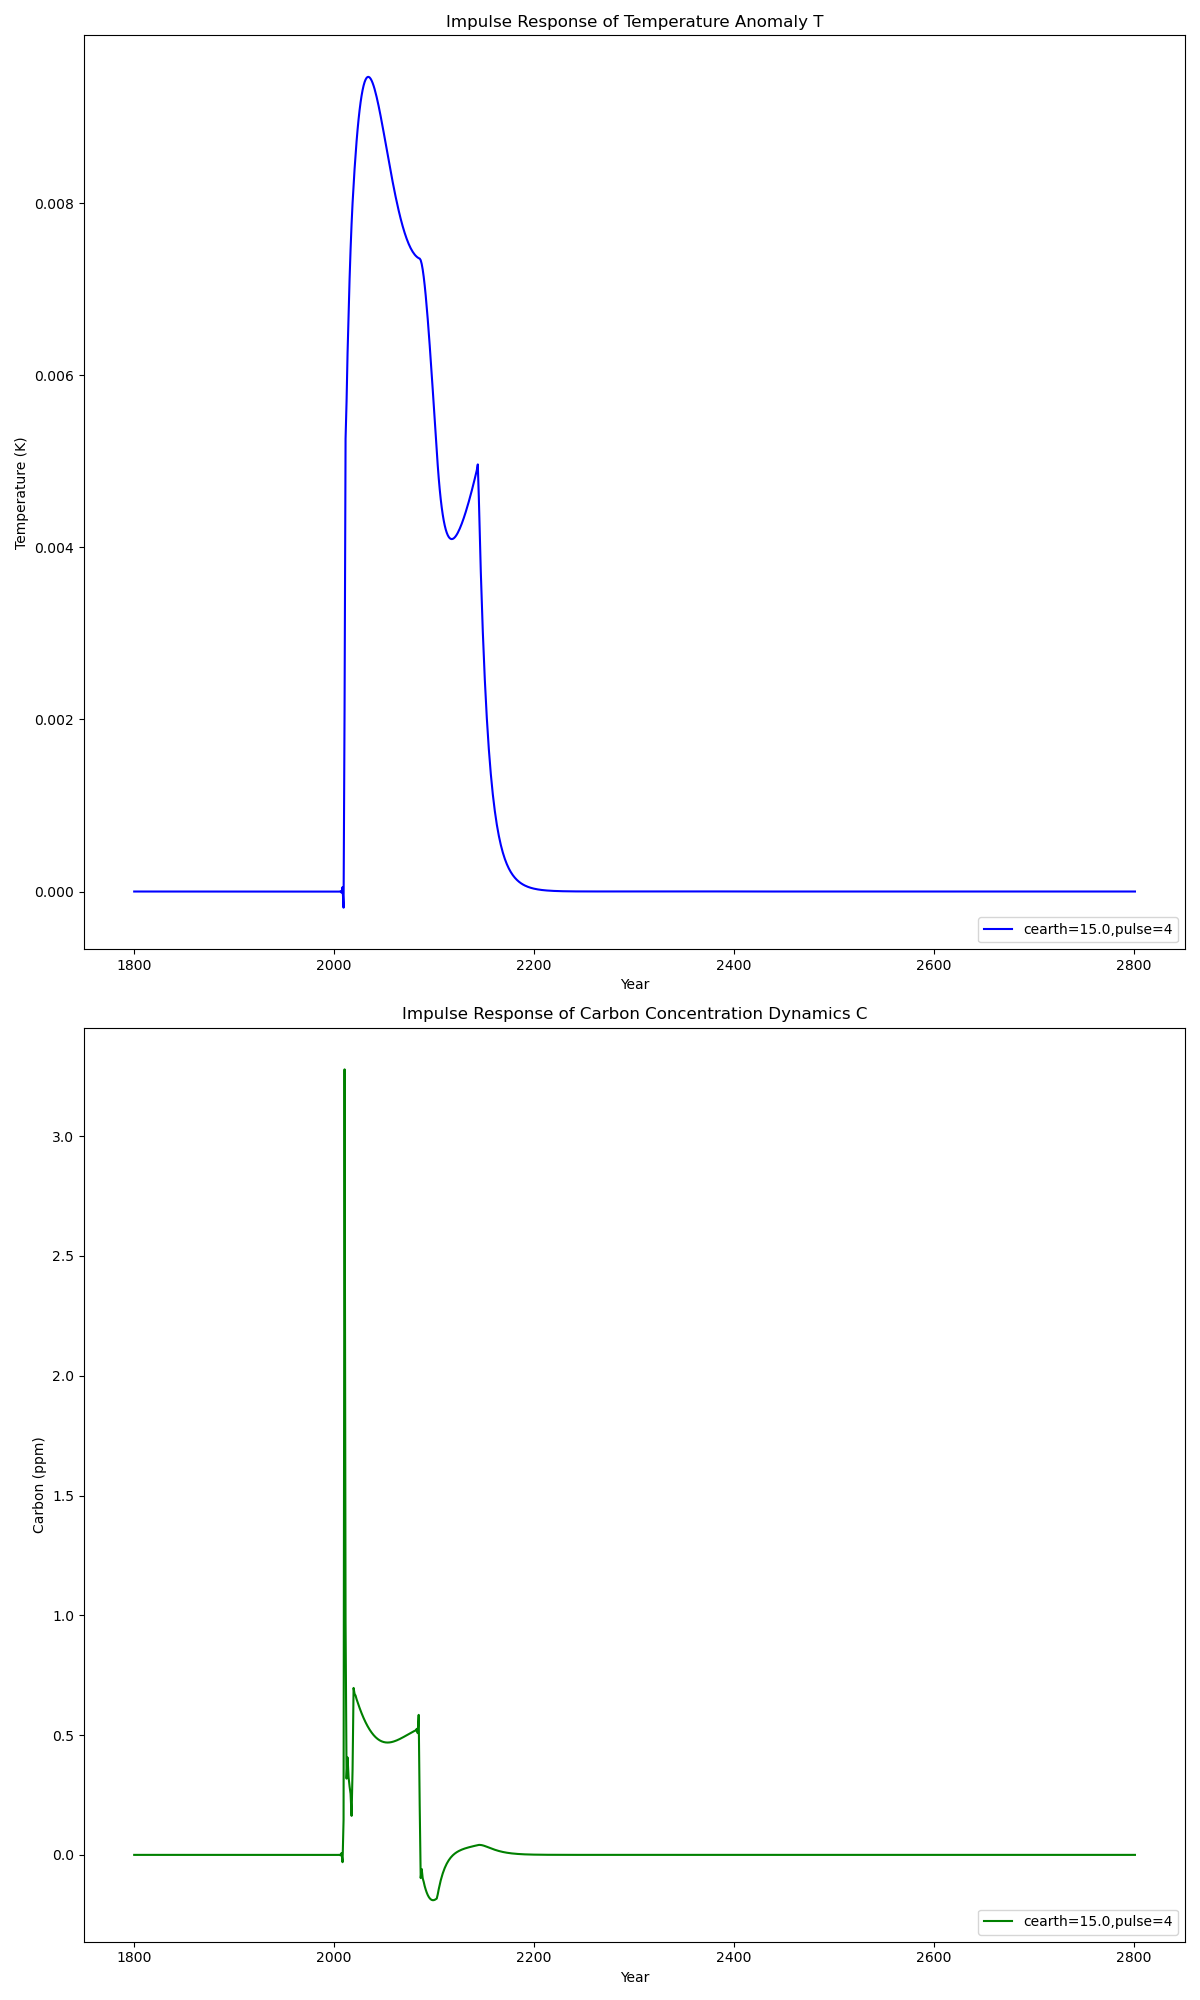 Impulse Response of Temperature Anomaly T
0.008
0.006
0.004
0.002
0.000
Temperature (K)
cearth=15.0,pulse=4
1800 2000 2200 2400 2600 2800
Year
Impulse Response of Carbon Concentration Dynamics C
3.0
2.5
2.0
1.5
1.0
0.5
0.0
Carbon (ppm)
cearth=15.0,pulse=4
1800 2000 2200 2400 2600 2800
Year